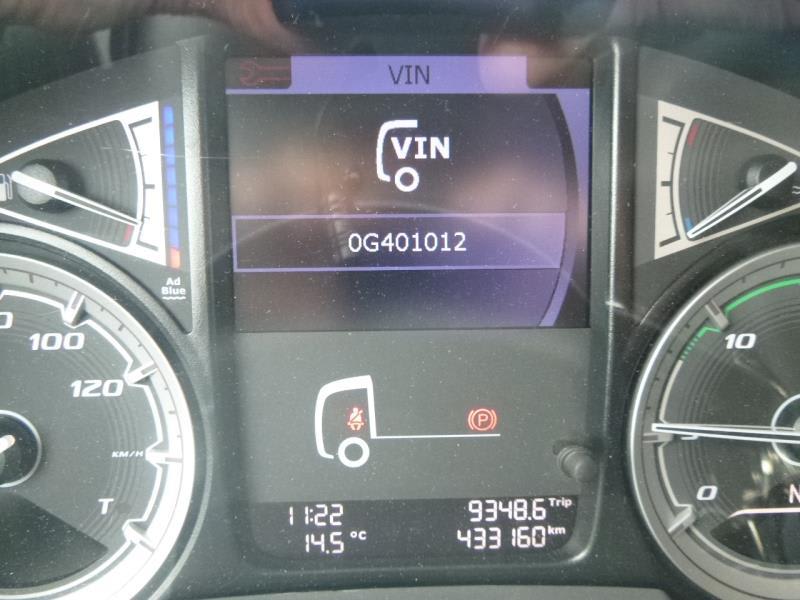 VIN
VIN
0G401012
Ad
Blue
100
120
KM/H
T
P
10
5
0
N
11:22
9348.6 Trip
14.5 °C
433160 km